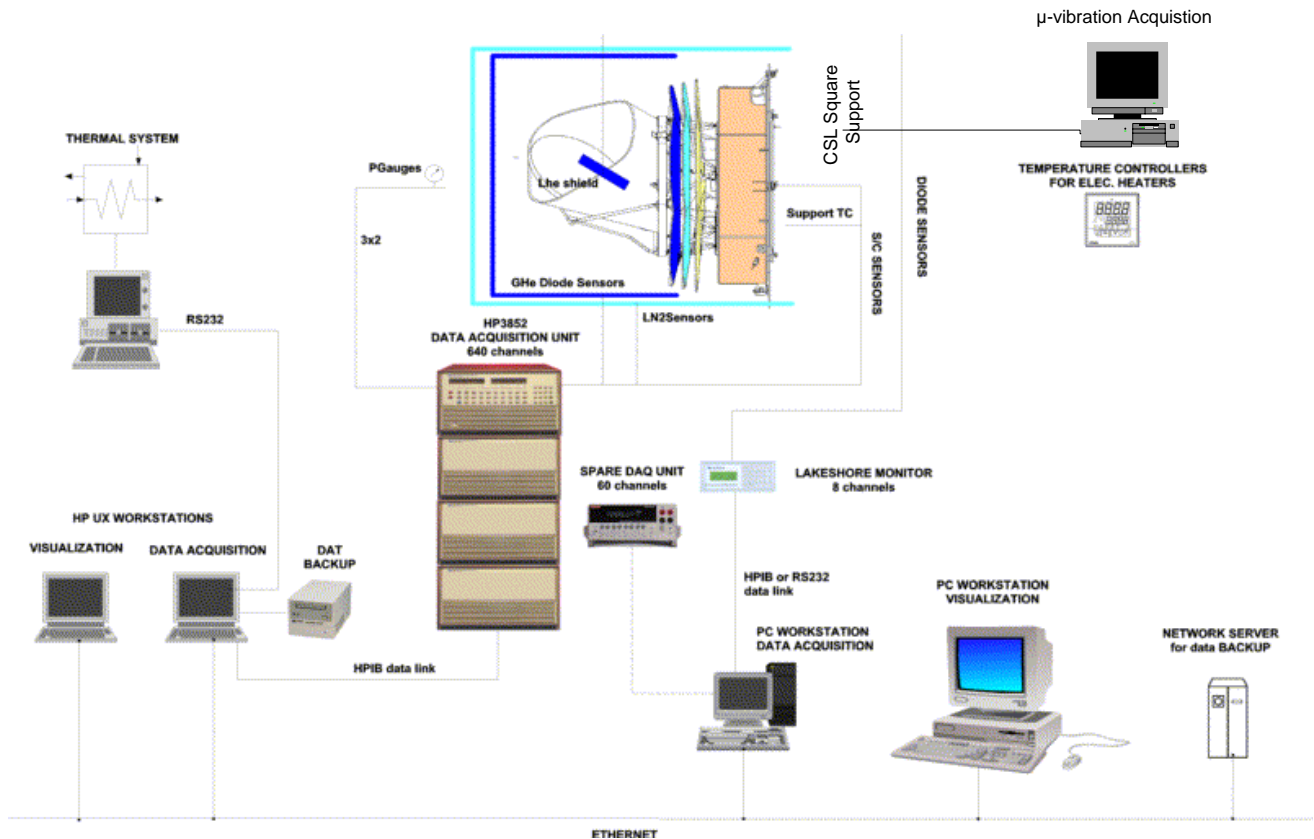 µ-vibration Acquistion
THERMAL SYSTEM
PGauges
Lhe shield
CSL Square
Support
TEMPERATURE CONTROLLERS
FOR ELEC. HEATERS
DIODE SENSORS
Support TC
3x2
S/C SENSORS
GHe Diode Sensors
LN2Sensors
RS232
HP3852
DATA ACQUISITION UNIT
640 channels
SPARE DAQ UNIT
60 channels
LAKESHORE MONITOR
8 channels
HP UX WORKSTATIONS
VISUALIZATION
DATA ACQUISITION
DAT
BACKUP
HPIB or RS232
data link
PC WORKSTATION
VISUALIZATION
PC WORKSTATION
DATA ACQUISITION
NETWORK SERVER
for data BACKUP
HPIB data link
ETHERNET